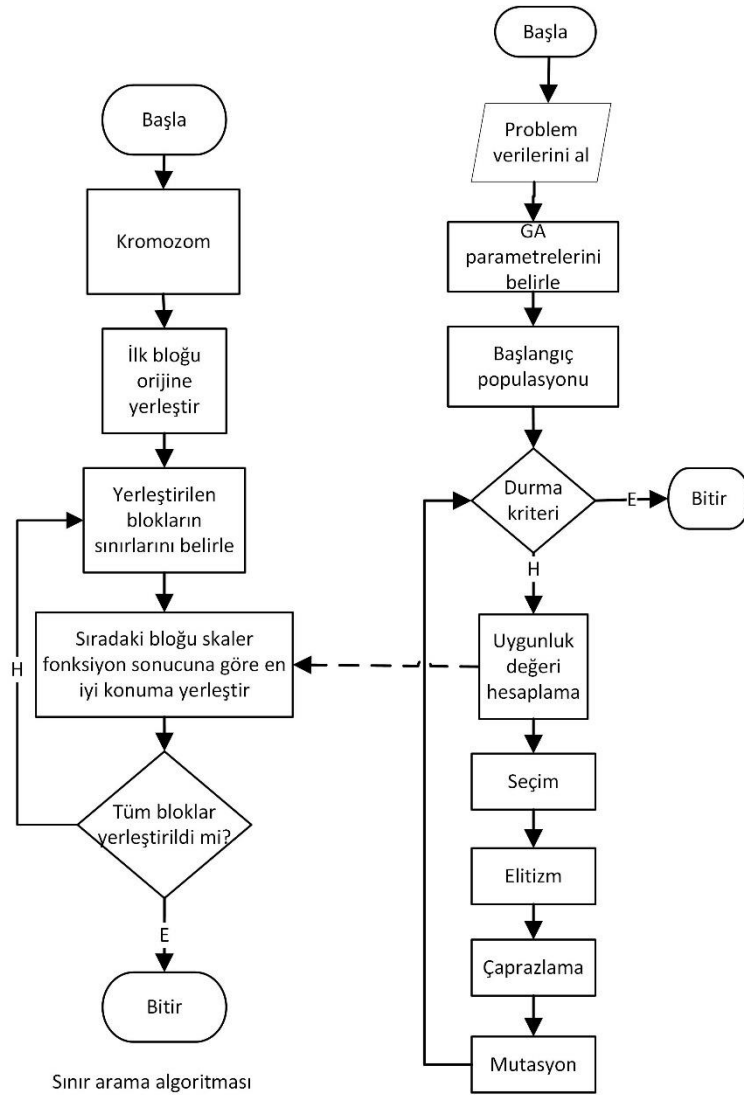 Başla
Kromozom
İlk bloğu
orijine
yerleştir
Yerleştirilen
blokların
sınırlarını belirle
Sıradaki bloğu skaler
fonksiyon sonucuna göre en
iyi konuma yerleştir
H
Tüm bloklar
yerleştirildi mi?
E
Bitir
Sınır arama algoritması
Başla
Problem
verilerini al
GA
parametrelerini
belirle
Başlangıç
populasyonu
Durma
kriteri
E
Bitir
H
Uygunluk
değeri
hesaplama
Seçim
Elitizm
Çaprazlama
Mutasyon